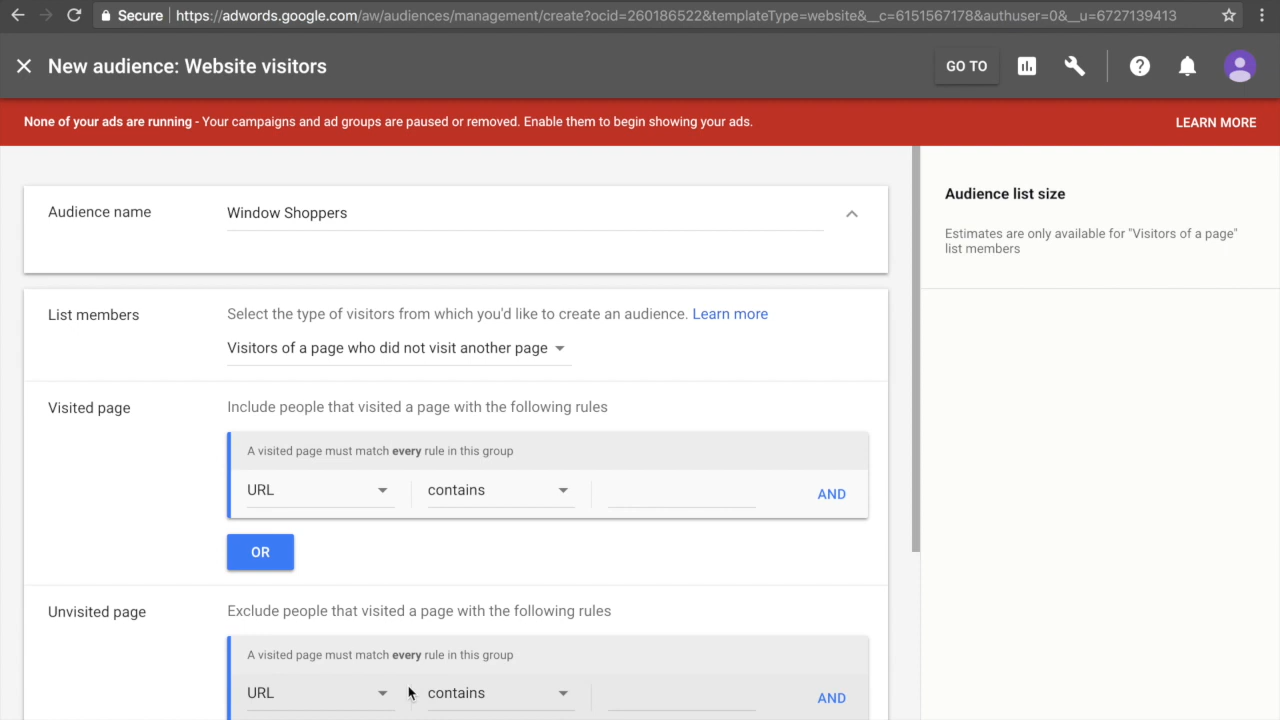 Secure https://adwords.google.com/aw/audiences/management/create?ocid=260186522&templateType=website&__c=6151567178&authuser=0&__u=6727139413
New audience: Website visitors
GO TO
None of your ads are running - Your campaigns and ad groups are paused or removed. Enable them to begin showing your ads.
LEARN MORE
Audience name
Window Shoppers
Audience list size
Estimates are only available for "Visitors of a page"
list members
List members
Select the type of visitors from which you'd like to create an audience. Learn more
Visitors of a page who did not visit another page
Visited page
Include people that visited a page with the following rules
A visited page must match every rule in this group
URL contains AND
OR
Unvisited page
Exclude people that visited a page with the following rules
A visited page must match every rule in this group
URL contains AND